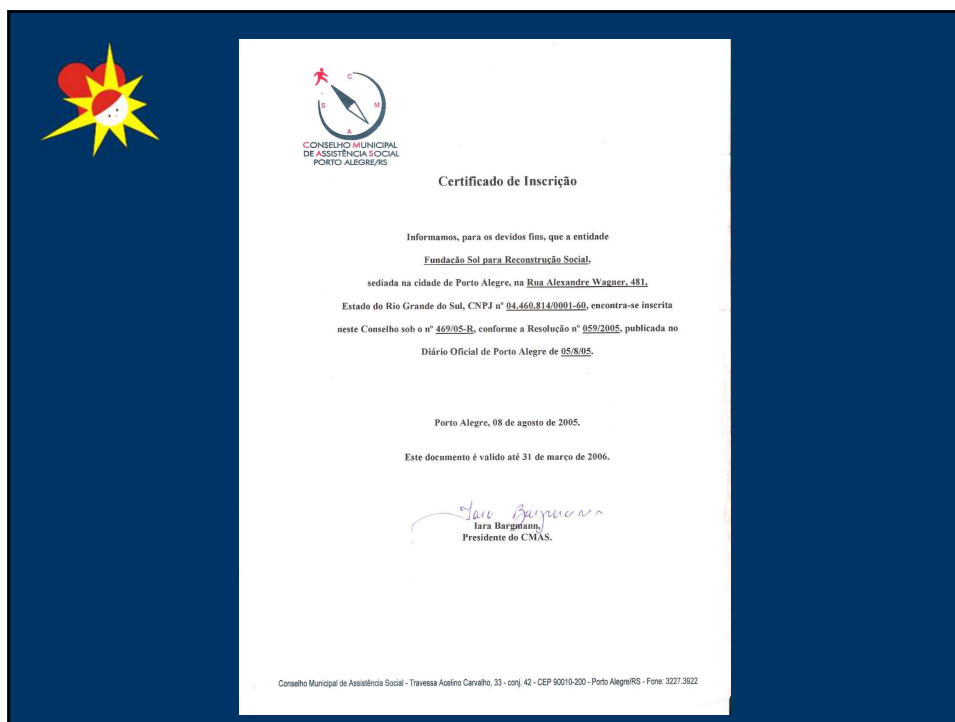 C
S
M
A
CONSELHO MUNICIPAL
DE ASSISTÊNCIA SOCIAL
PORTO ALEGRE/RS
Certificado de Inscrição
Informamos, para os devidos fins, que a entidade
Fundação Sol para Reconstrução Social,
sediada na cidade de Porto Alegre, na Rua Alexandre Wagner, 481,
Estado do Rio Grande do Sul, CNPJ nº 04.460.814/0001-60, encontra-se inscrita
neste Conselho sob o nº 469/05-R, conforme a Resolução nº 059/2005, publicada no
Diário Oficial de Porto Alegre de 05/8/05.
Porto Alegre, 08 de agosto de 2005.
Este documento é valido até 31 de março de 2006.
Iara Bargmann
Iara Bargmann,
Presidente do CMAS.
Conselho Municipal de Assistência Social - Travessa Acelino Carvalho, 33 - conj. 42 - CEP 90010-200 - Porto Alegre/RS - Fone: 3227.3922